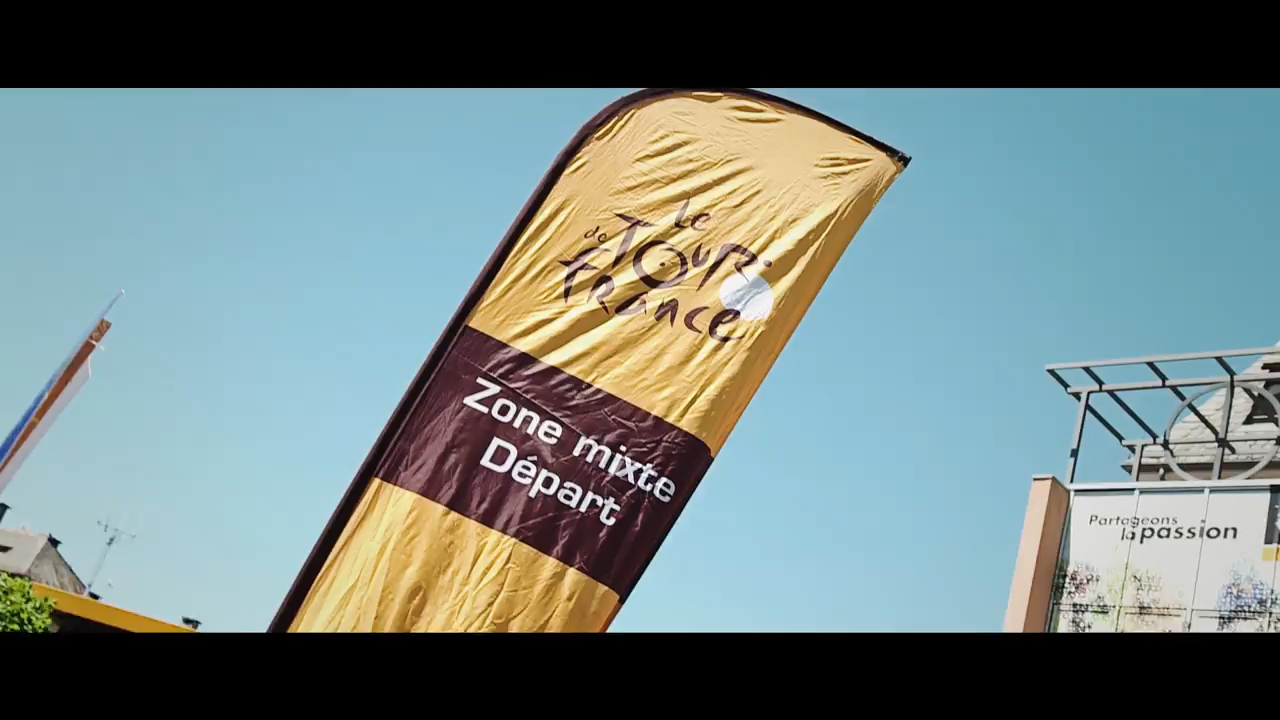 Le
de Tour
France
Zone mixte
Départ
Partageons
la passion